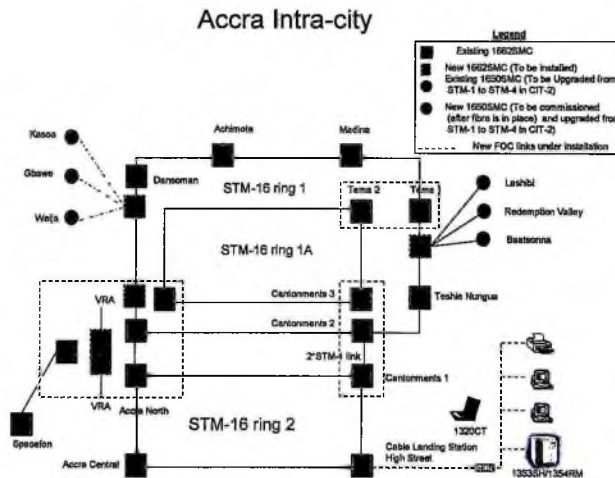 Accra Intra-city
Legend
Existing 1662SMC
New 1662SMC (To be installed)
Existing 1650SMC (To be Upgraded from
STM-1 to STM-4 in CIT-2)
New 1650SMC (To be commissioned
(after fibre is in place) and upgraded from
STM-1 to STM-4 in CIT-2)
New FOC links under installation
Kasoa
Gbawe
Weija
Achimota
Madina
Dansoman
STM-16 ring 1
Tema 2
Tema 1
Lashibi
Redemption Valley
Baatsonna
STM-16 ring 1A
Cantonments 3
Teshie Nungua
VRA
Cantonments 2
2*STM-1 link
Cantonments 1
VRA
Accra North
Spacefon
STM-16 ring 2
1320CT
Accra Central
Cable Landing Station
High Street
1353SH/1354RM